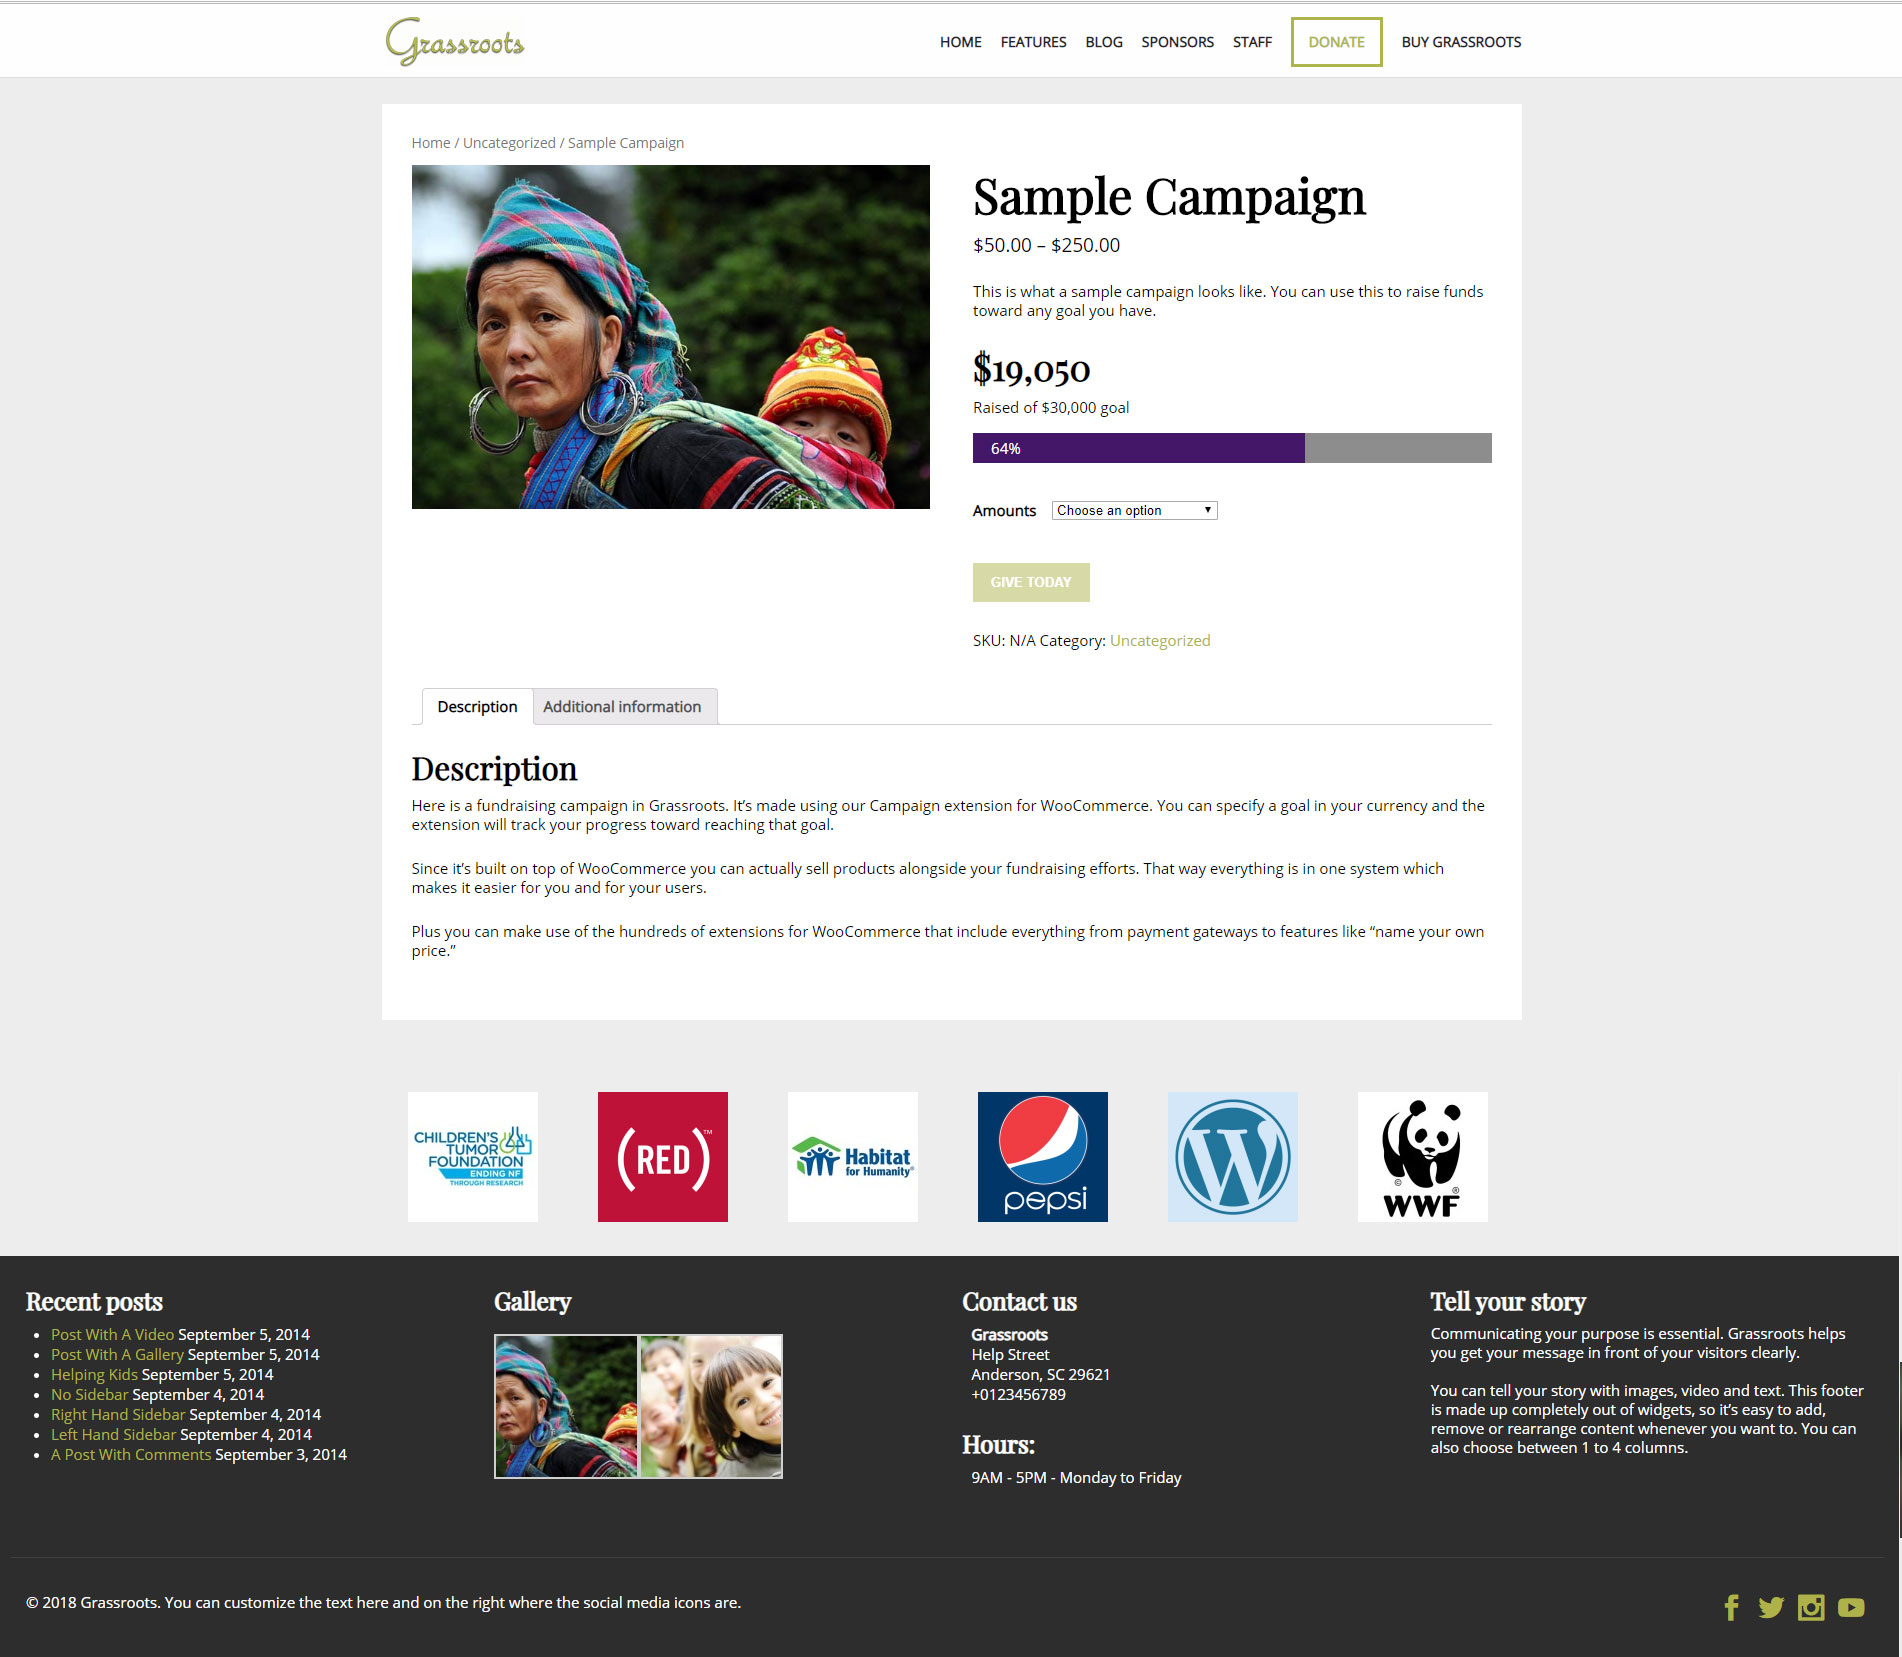 Grassroots
HOME FEATURES BLOG SPONSORS STAFF DONATE BUY GRASSROOTS
Home / Uncategorized / Sample Campaign
Sample Campaign
$50.00 – $250.00
This is what a sample campaign looks like. You can use this to raise funds
toward any goal you have.
$19,050
Raised of $30,000 goal
64%
Amounts Choose an option
GIVE TODAY
SKU: N/A Category: Uncategorized
Description Additional information
Description
Here is a fundraising campaign in Grassroots. It’s made using our Campaign extension for WooCommerce. You can specify a goal in your currency and the
extension will track your progress toward reaching that goal.
Since it’s built on top of WooCommerce you can actually sell products alongside your fundraising efforts. That way everything is in one system which
makes it easier for you and for your users.
Plus you can make use of the hundreds of extensions for WooCommerce that include everything from payment gateways to features like “name your own
price.”
CHILDREN'S
TUMOR
FOUNDATION
ENDING NF
THROUGH RESEARCH
(RED)™
Habitat
for Humanity®
pepsi
W
© ®
WWF
Recent posts
Post With A Video September 5, 2014
Post With A Gallery September 5, 2014
Helping Kids September 5, 2014
No Sidebar September 4, 2014
Right Hand Sidebar September 4, 2014
Left Hand Sidebar September 4, 2014
A Post With Comments September 3, 2014
Gallery
Contact us
Grassroots
Help Street
Anderson, SC 29621
+0123456789
Hours:
9AM - 5PM - Monday to Friday
Tell your story
Communicating your purpose is essential. Grassroots helps
you get your message in front of your visitors clearly.
You can tell your story with images, video and text. This footer
is made up completely out of widgets, so it’s easy to add,
remove or rearrange content whenever you want to. You can
also choose between 1 to 4 columns.
© 2018 Grassroots. You can customize the text here and on the right where the social media icons are.